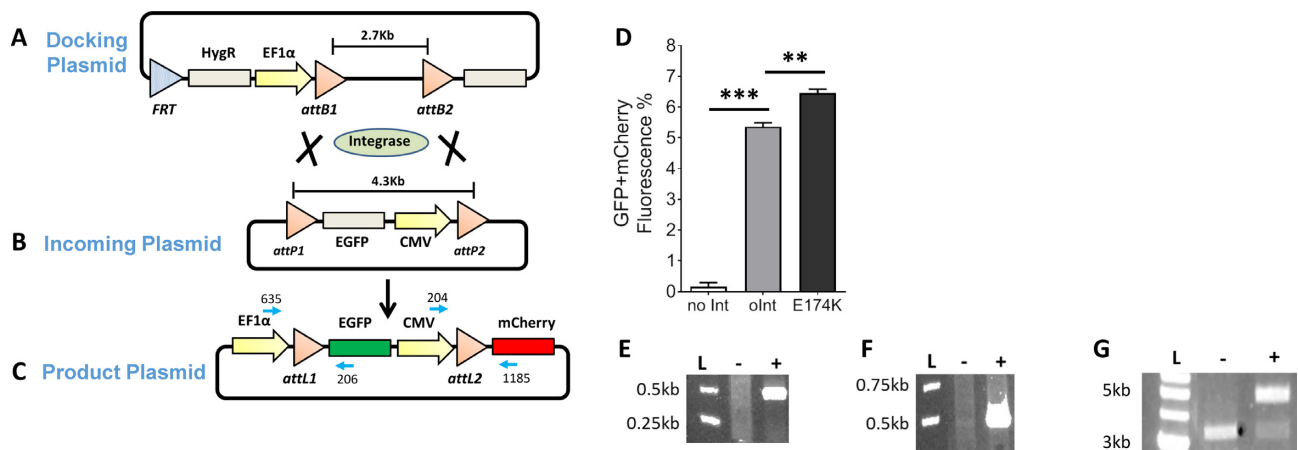 A Docking
Plasmid
2.7Kb
HygR EF1α
FRT attB1 attB2
Integrase
4.3Kb
B Incoming Plasmid
EGFP CMV
attP1 attP2
635 204
EF1α EGFP CMV mCherry
C Product Plasmid
attL1 206 attL2 1185
D
GFP+mCherry
Fluorescence %
8
7
6
5
4
3
2
1
0
***
**
no Int oInt E174K
E L - +
0.5kb
0.25kb
F L - +
0.75kb
0.5kb
G L - +
5kb
3kb